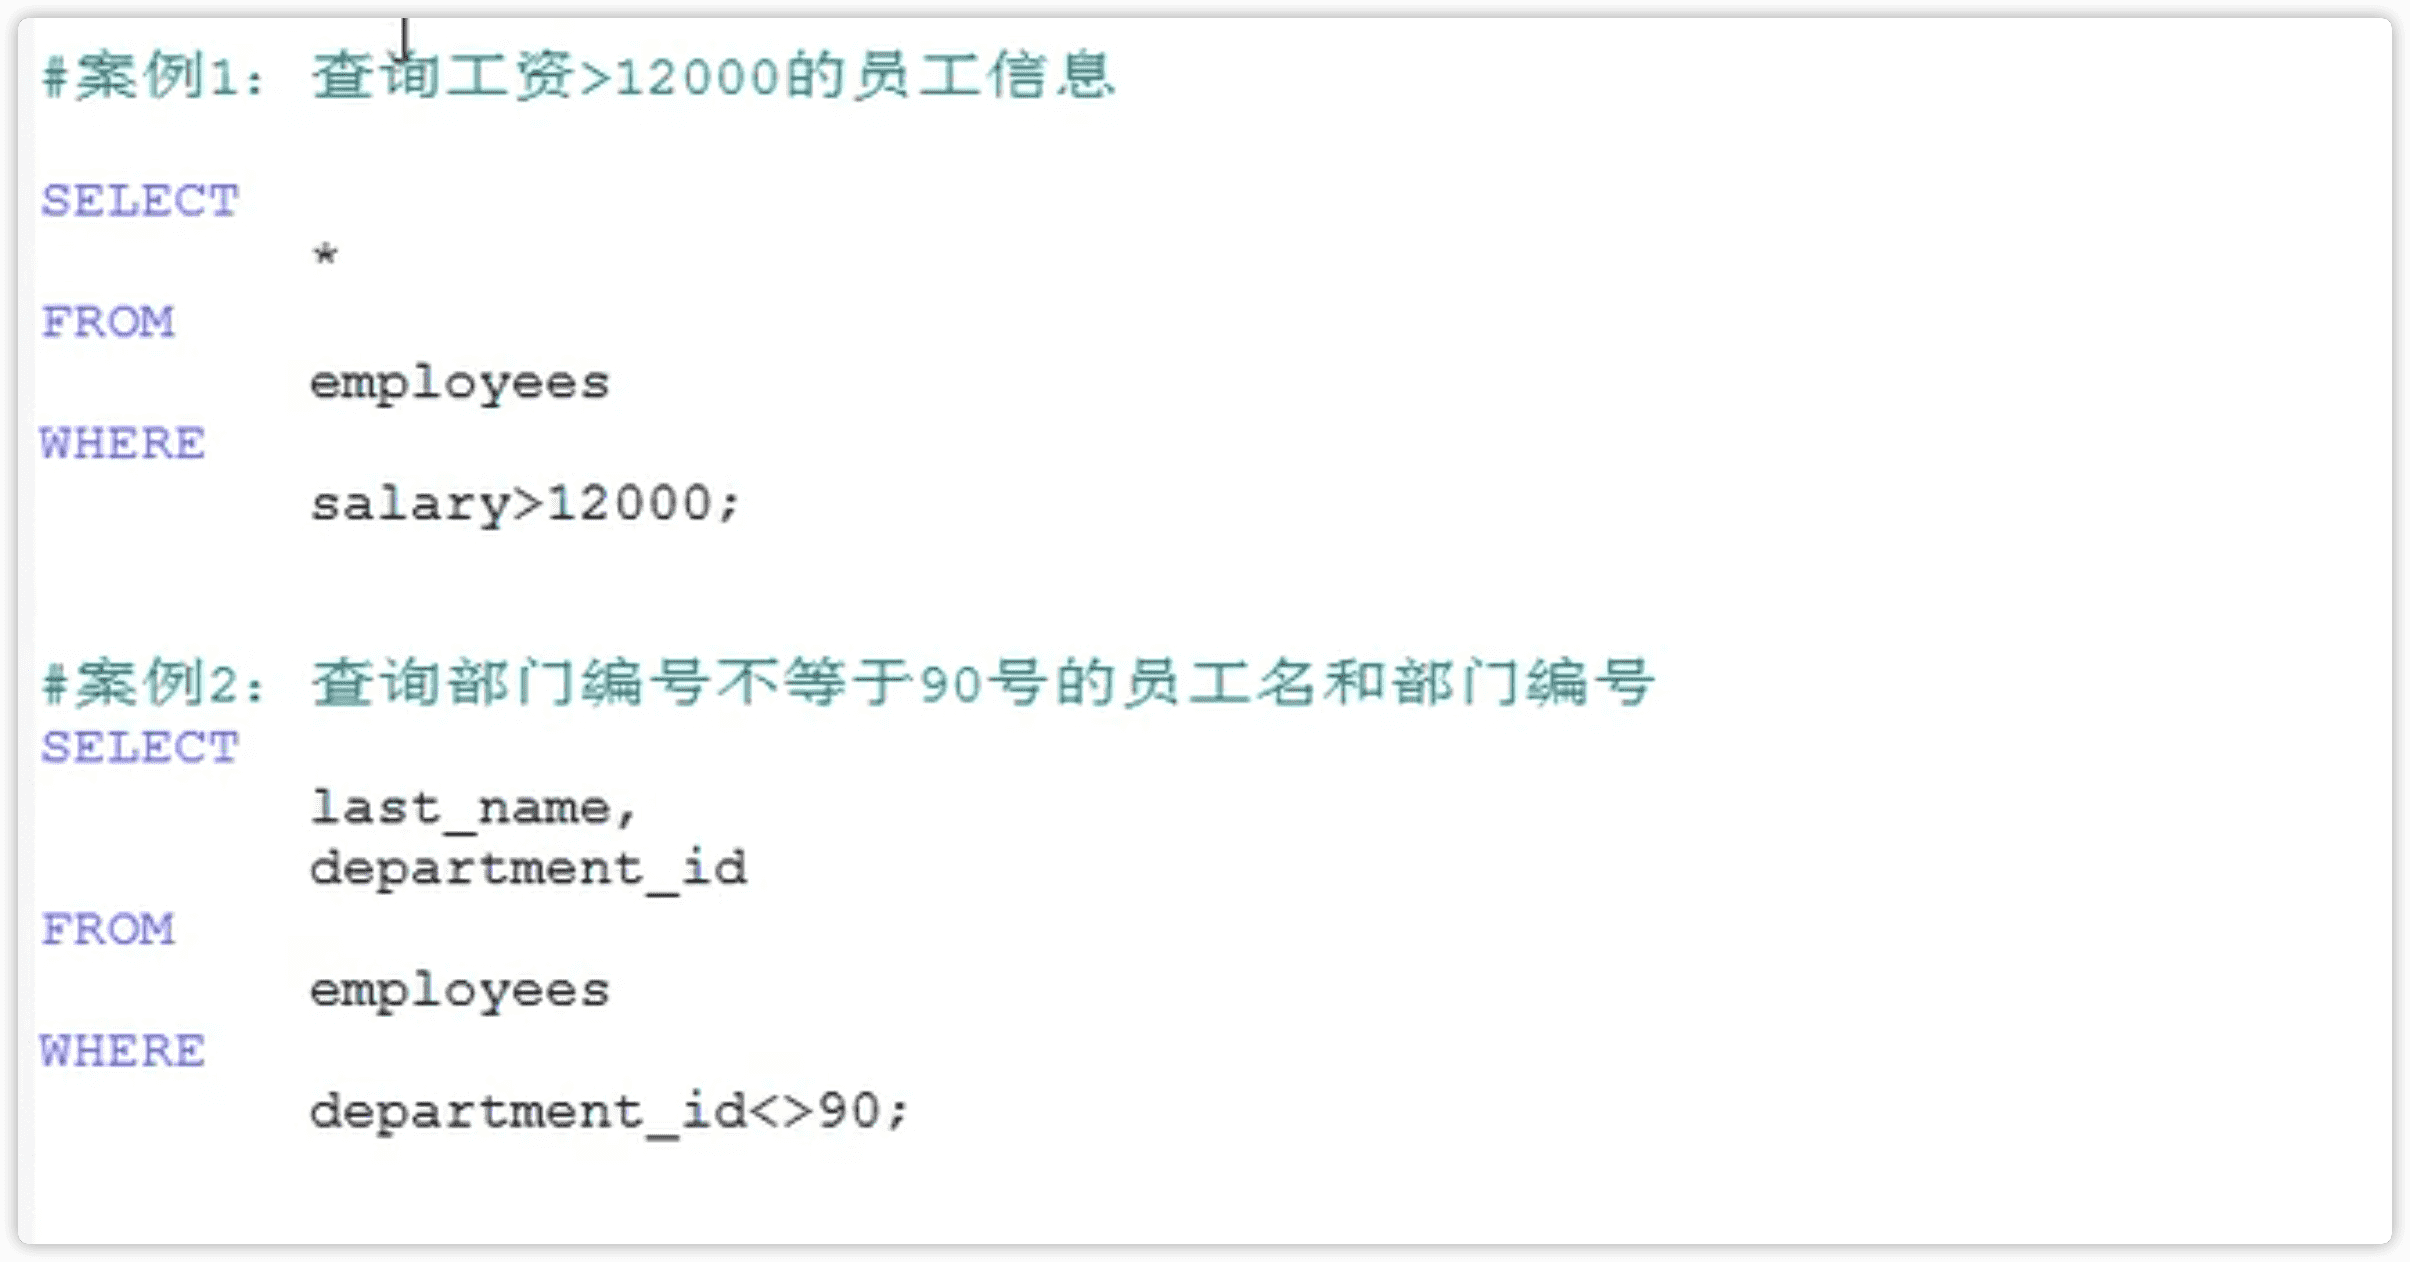 #案例1：查询工资>12000的员工信息
SELECT
*
FROM
employees
WHERE
salary>12000;
#案例2：查询部门编号不等于90号的员工名和部门编号
SELECT
last_name,
department_id
FROM
employees
WHERE
department_id<>90;